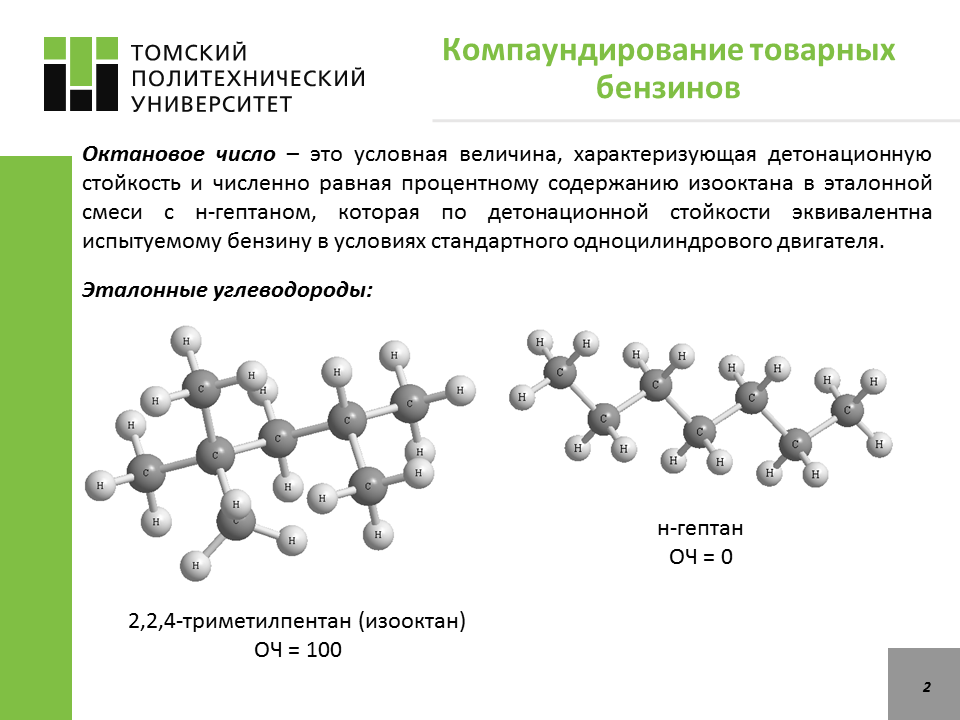 ТОМСКИЙ
ПОЛИТЕХНИЧЕСКИЙ
УНИВЕРСИТЕТ
Компаундирование товарных
бензинов
Октановое число – это условная величина, характеризующая детонационную
стойкость и численно равная процентному содержанию изооктана в эталонной
смеси с н-гептаном, которая по детонационной стойкости эквивалентна
испытуемому бензину в условиях стандартного одноцилиндрового двигателя.
Эталонные углеводороды:
H
H
H
C
H
H
C
C
C
C
H
H
H
C
H
H
C
H
H
C
H
H
H
H
C
H
H
H
H
C
H
C
H
H
H
H
C
H
H
C
H
H
C
H
H
C
H
H
C
H
H
н-гептан
ОЧ = 0
2,2,4-триметилпентан (изооктан)
ОЧ = 100
2